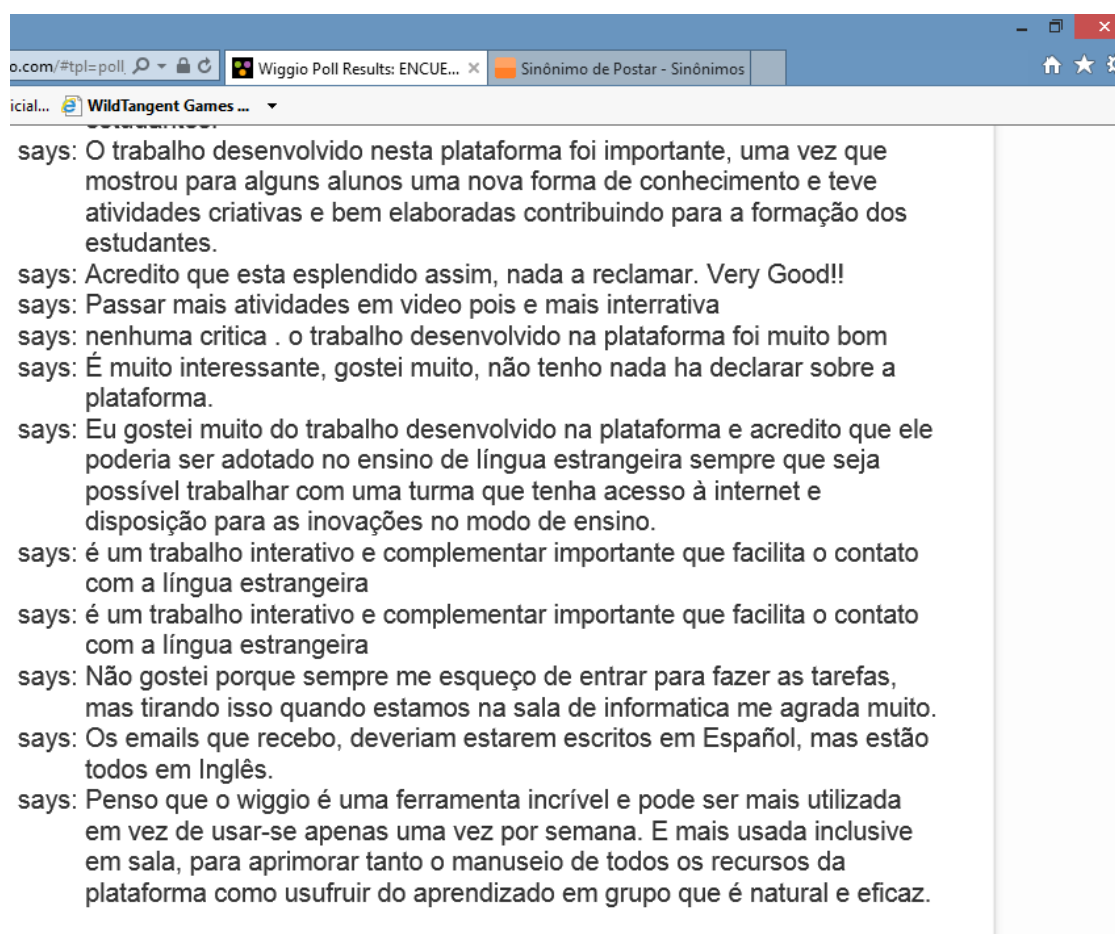 o.com/#tpl=poll_
Wiggio Poll Results: ENCUE...
Sinônimo de Postar - Sinônimos
icial... WildTangent Games ...
estudantes.
says: O trabalho desenvolvido nesta plataforma foi importante, uma vez que
mostrou para alguns alunos uma nova forma de conhecimento e teve
atividades criativas e bem elaboradas contribuindo para a formação dos
estudantes.
says: Acredito que esta esplendido assim, nada a reclamar. Very Good!!
says: Passar mais atividades em video pois e mais interrativa
says: nenhuma critica . o trabalho desenvolvido na plataforma foi muito bom
says: É muito interessante, gostei muito, não tenho nada ha declarar sobre a
plataforma.
says: Eu gostei muito do trabalho desenvolvido na plataforma e acredito que ele
poderia ser adotado no ensino de língua estrangeira sempre que seja
possível trabalhar com uma turma que tenha acesso à internet e
disposição para as inovações no modo de ensino.
says: é um trabalho interativo e complementar importante que facilita o contato
com a língua estrangeira
says: é um trabalho interativo e complementar importante que facilita o contato
com a língua estrangeira
says: Não gostei porque sempre me esqueço de entrar para fazer as tarefas,
mas tirando isso quando estamos na sala de informatica me agrada muito.
says: Os emails que recebo, deveriam estarem escritos em Español, mas estão
todos em Inglês.
says: Penso que o wiggio é uma ferramenta incrível e pode ser mais utilizada
em vez de usar-se apenas uma vez por semana. E mais usada inclusive
em sala, para aprimorar tanto o manuseio de todos os recursos da
plataforma como usufruir do aprendizado em grupo que é natural e eficaz.